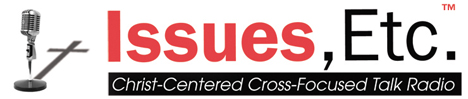 Issues, Etc.™
Christ-Centered Cross-Focused Talk Radio